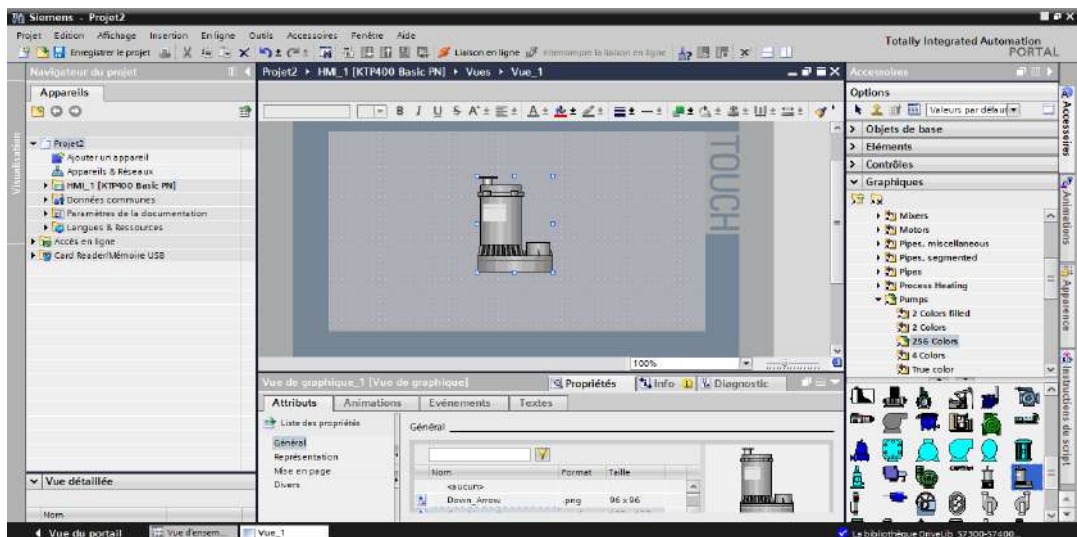 Siemens - Projet2
Projet Edition Affichage Insertion En ligne Outils Accessoires Fenêtre Aide
Totally Integrated Automation
PORTAL
Enregistrer le projet
Liaison en ligne
Navigateur du projet
Projet2 HMI_1 [KTP400 Basic PN] Vues Vue_1
Accessoires
Appareils
Options
Valeurs par défaut
B I U S
Objets de base
Eléments
Contrôles
Graphiques
Projet2
Ajouter un appareil
Appareils & Réseaux
HMI_1 [KTP400 Basic PN]
Données communes
Paramètres de la documentation
Langues & Ressources
Accès en ligne
Card Reader/Mémoire USB
Visualisation
TOUCH
Mixers
Motors
Pipes, miscellaneous
Pipes, segmented
Pipes
Process Heating
Pumps
2 Colors filled
2 Colors
256 Colors
4 Colors
True color
Accessoires
Animations
Apparence
Instructions de script
100%
Vue de graphique_1 [Vue de graphique]
Propriétés Info Diagnostic
Attributs Animations Evénements Textes
Liste des propriétés
Général
Représentation
Mise en page
Divers
Général
Nom Format Taille
<aucun>
Down_Arrow .png 96 x 96
Vue détaillée
Nom
Vue du portail
Vue d'ensem...
Vue_1
La bibliothèque DriveLib_S7300-S7400...